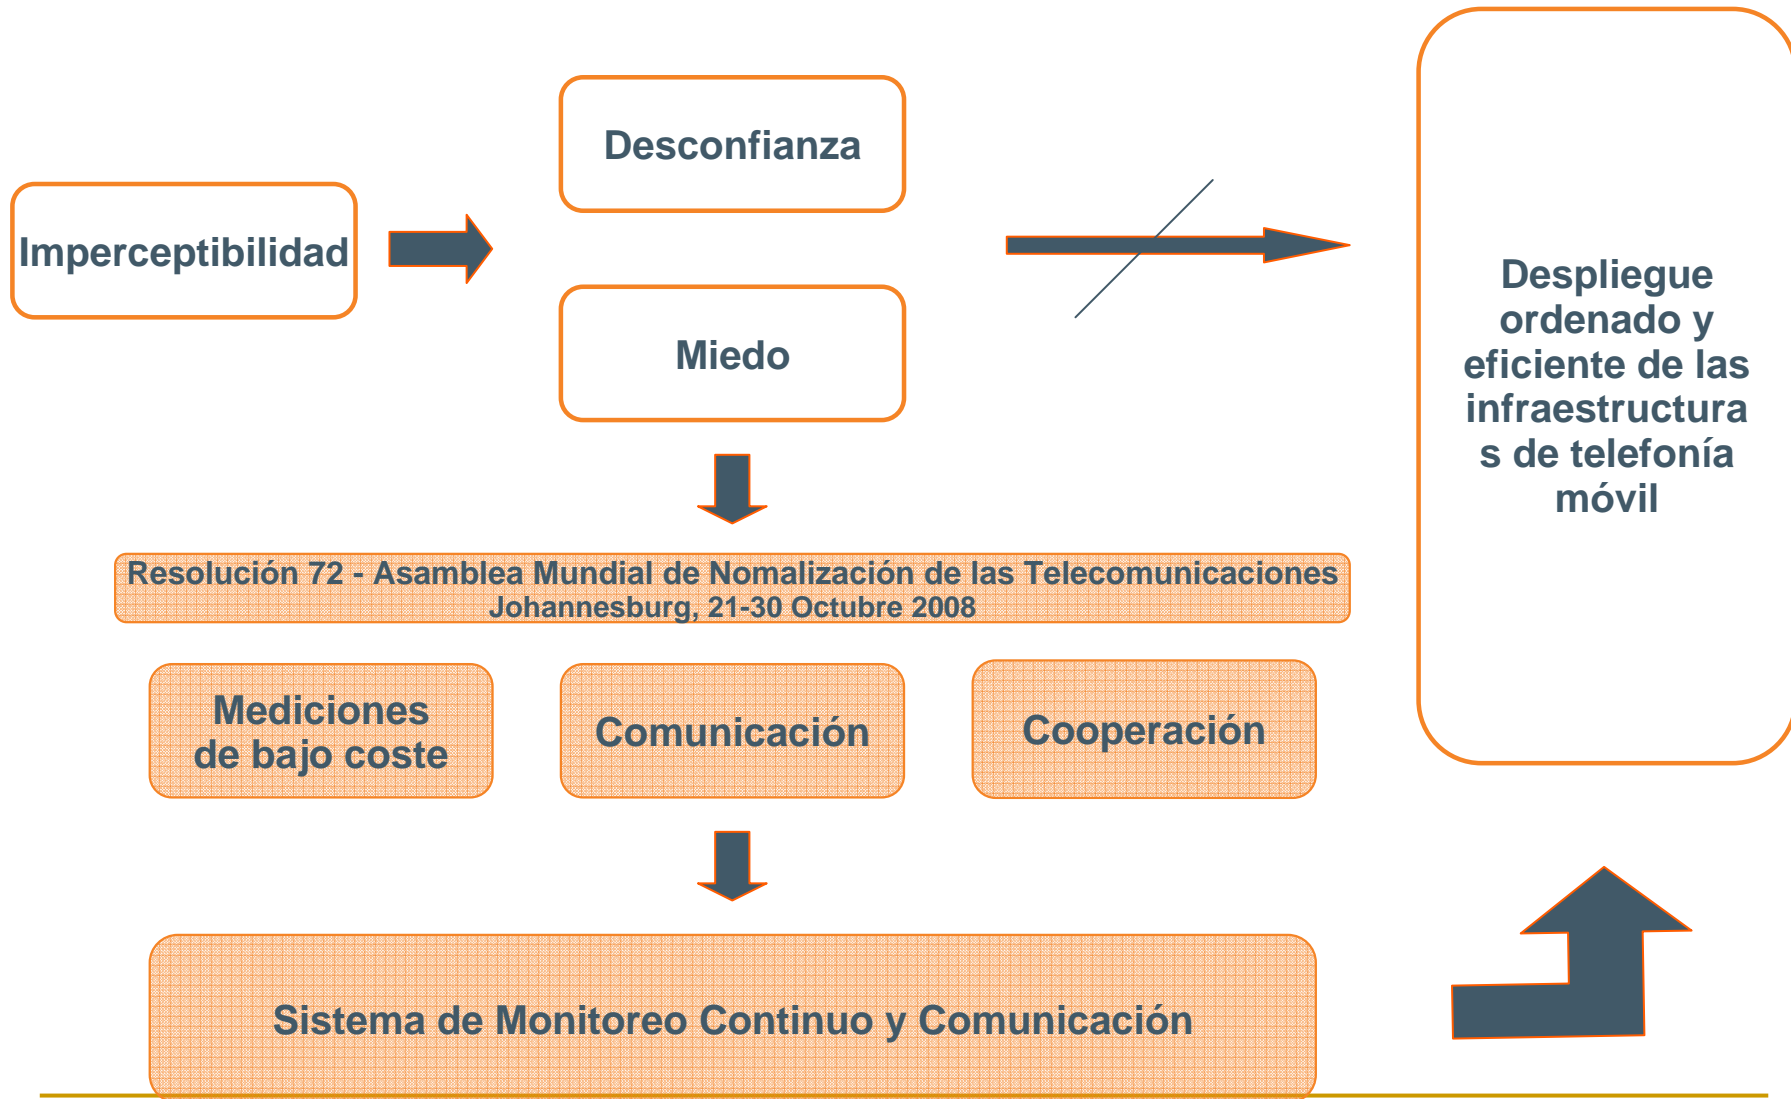 Desconfianza
Imperceptibilidad
Miedo
Despliegue
ordenado y
eficiente de las
infraestructura
s de telefonía
móvil
Resolución 72 - Asamblea Mundial de Nomalización de las Telecomunicaciones
Johannesburg, 21-30 Octubre 2008
Mediciones
de bajo coste
Comunicación
Cooperación
Sistema de Monitoreo Continuo y Comunicación